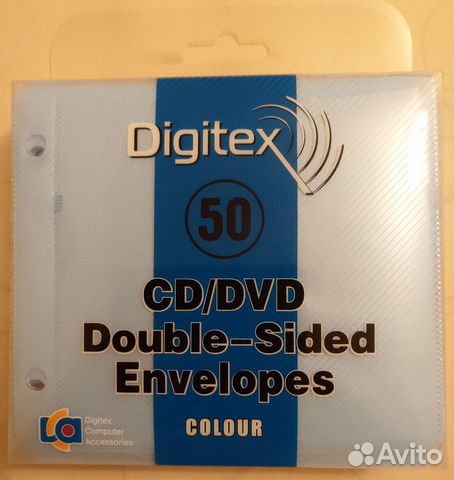 Digitex
®
50
CD/DVD
Double-Sided
Envelopes
COLOUR
Digitex
Computer
Accessories
Avito